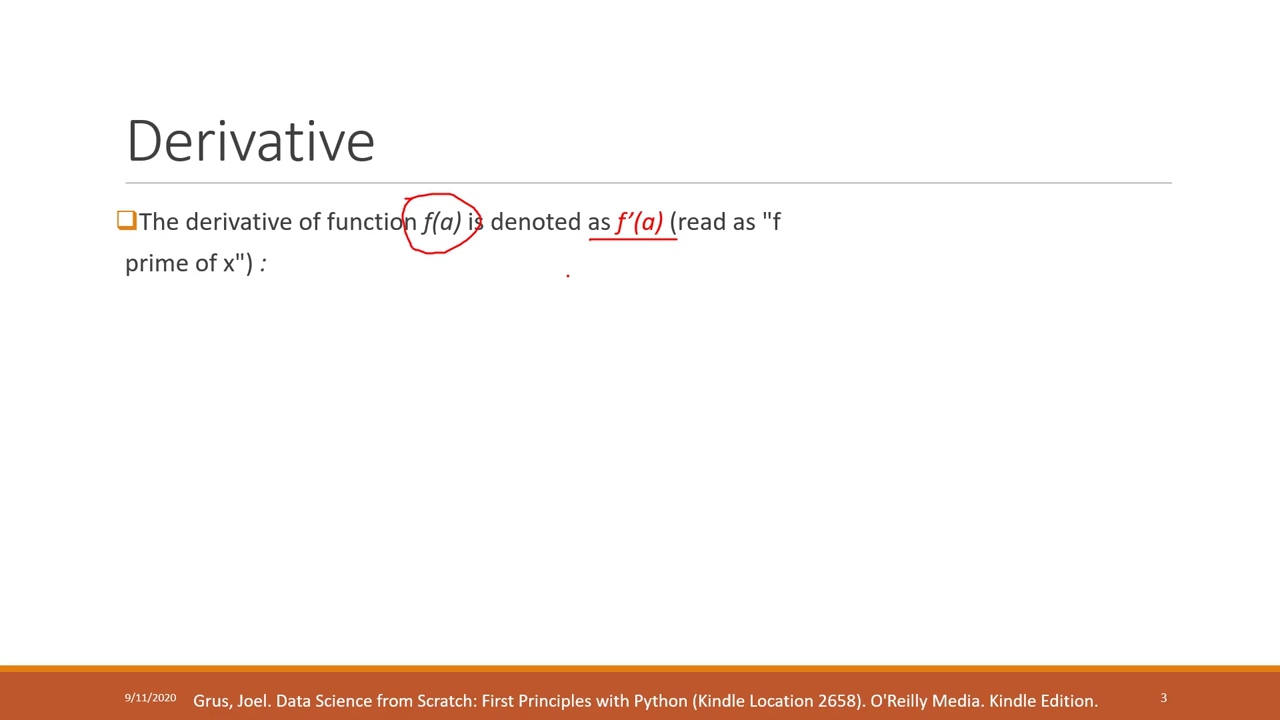 Derivative
The derivative of function f(a) is denoted as f’(a) (read as "f
prime of x") :
9/11/2020
Grus, Joel. Data Science from Scratch: First Principles with Python (Kindle Location 2658). O'Reilly Media. Kindle Edition.
3